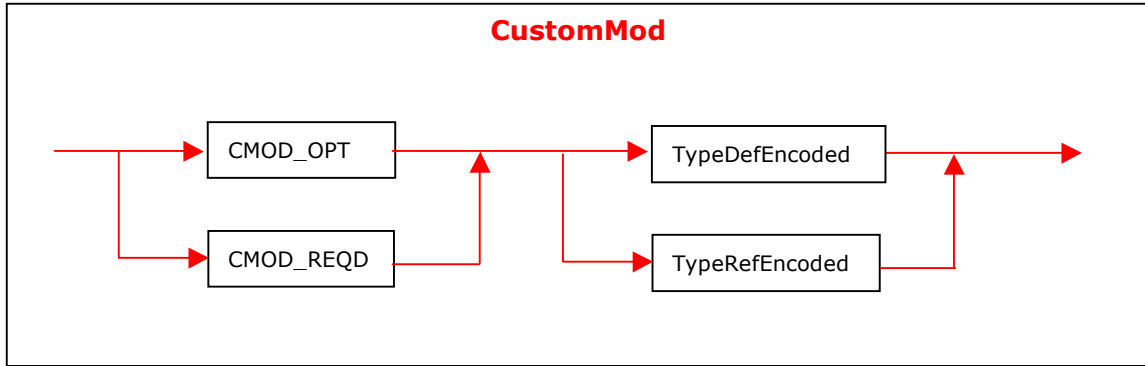 CustomMod
CMOD_OPT
TypeDefEncoded
CMOD_REQD
TypeRefEncoded